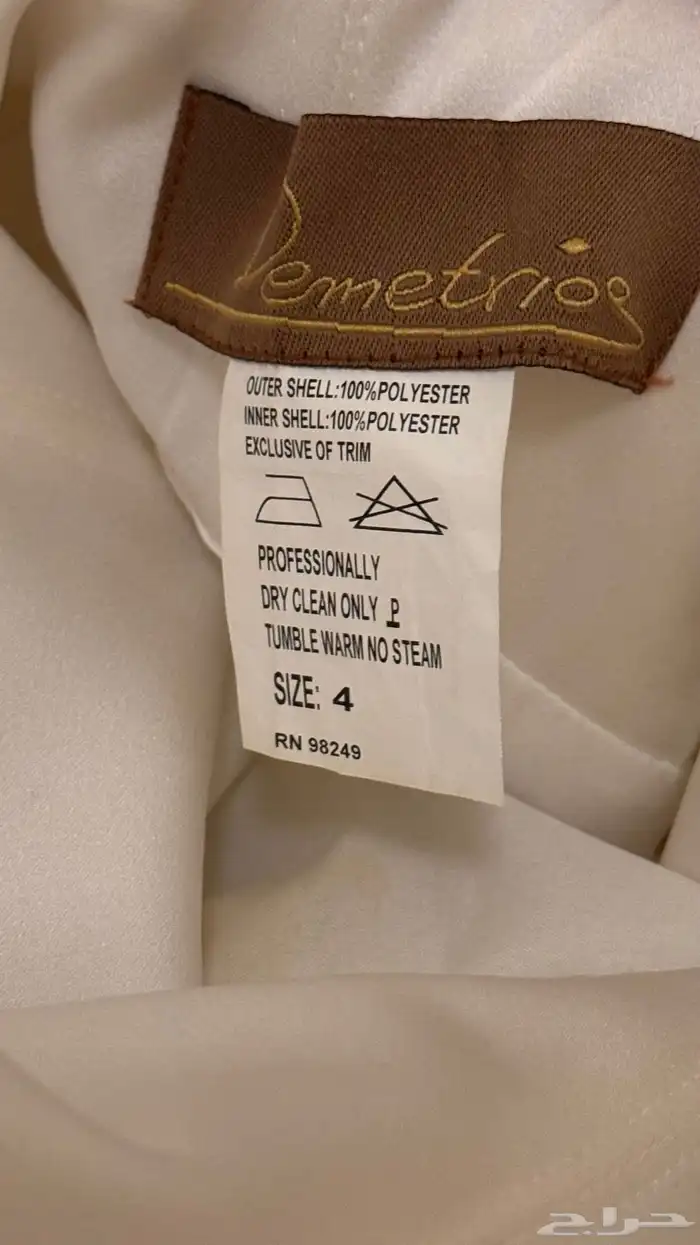 Demetrios
OUTER SHELL:100%POLYESTER
INNER SHELL:100%POLYESTER
EXCLUSIVE OF TRIM
PROFESSIONALLY
DRY CLEAN ONLY P
TUMBLE WARM NO STEAM
SIZE: 4
RN 98249
حراج